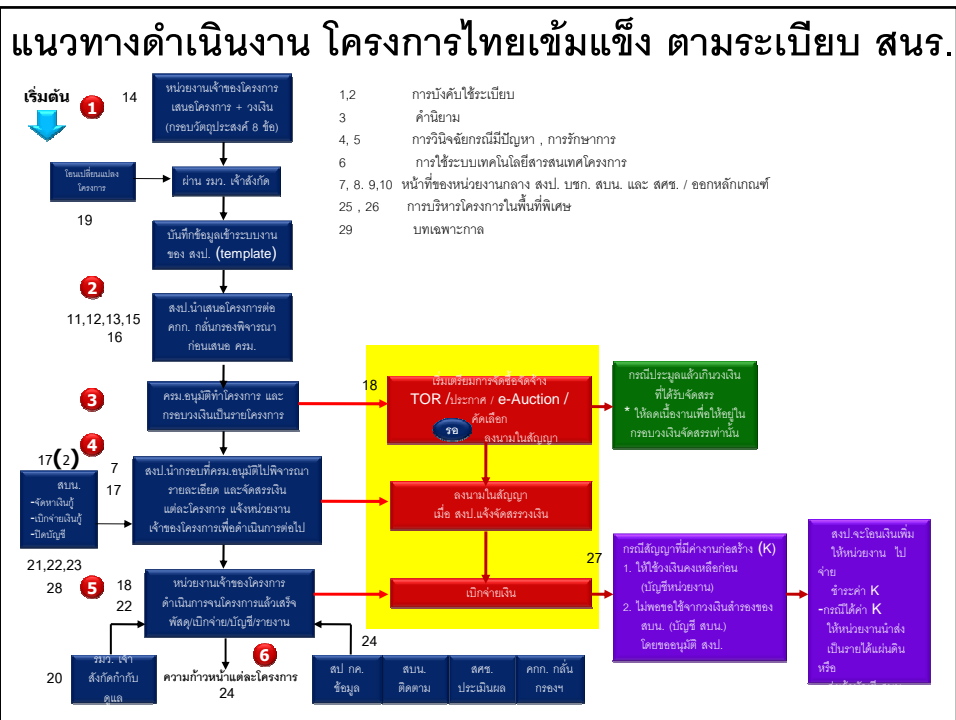 แนวทางดำเนินงาน โครงการไทยเข้มแข็ง ตามระเบียบ สนร.
เริ่มต้น
1
14
หน่วยงานเจ้าของโครงการ
เสนอโครงการ + วงเงิน
(กรอบวัตถุประสงค์ 8 ข้อ)
1,2 การบังคับใช้ระเบียบ
3 คำนิยาม
4, 5 การวินิจฉัยกรณีมีปัญหา , การรักษาการ
6 การใช้ระบบเทคโนโลยีสารสนเทศโครงการ
7, 8. 9,10 หน้าที่ของหน่วยงานกลาง สงป. บชก. สบน. และ สศช. / ออกหลักเกณฑ์
25 , 26 การบริหารโครงการในพื้นที่พิเศษ
29 บทเฉพาะกาล
โอนเปลี่ยนแปลง
โครงการ
19
ผ่าน รมว. เจ้าสังกัด
บันทึกข้อมูลเข้าระบบงาน
ของ สงป. (template)
2
11,12,13,15
16
สงป.นำเสนอโครงการต่อ
คกก. กลั่นกรองพิจารณา
ก่อนเสนอ ครม.
3
ครม.อนุมัติทำโครงการ และ
กรอบวงเงินเป็นรายโครงการ
18
เริ่มเตรียมการจัดซื้อจัดจ้าง
TOR /ประกาศ / e-Auction /
คัดเลือก
รอ
ลงนามในสัญญา
กรณีประมูลแล้วเกินวงเงิน
ที่ได้รับจัดสรร
* ให้ลดเนื้องานเพื่อให้อยู่ใน
กรอบวงเงินจัดสรรเท่านั้น
4
17(2)
สบน.
-จัดหาเงินกู้
-เบิกจ่ายเงินกู้
-ปิดบัญชี
7
17
สงป.นำกรอบที่ครม.อนุมัติไปพิจารณา
รายละเอียด และจัดสรรเงิน
แต่ละโครงการ แจ้งหน่วยงาน
เจ้าของโครงการเพื่อดำเนินการต่อไป
ลงนามในสัญญา
เมื่อ สงป.แจ้งจัดสรรวงเงิน
21,22,23
28
5
18
22
หน่วยงานเจ้าของโครงการ
ดำเนินการจนโครงการแล้วเสร็จ
พัสดุ/เบิกจ่าย/บัญชี/รายงาน
เบิกจ่ายเงิน
27
กรณีสัญญาที่มีค่างานก่อสร้าง (K)
1. ให้ใช้วงเงินคงเหลือก่อน
(บัญชีหน่วยงาน)
2. ไม่พอขอใช้จากวงเงินสำรองของ
สบน. (บัญชี สบน.)
โดยขออนุมัติ สงป.
สงป.จะโอนเงินเพิ่ม
ให้หน่วยงาน ไป
จ่าย
ชำระค่า K
-กรณีได้ค่า K
ให้หน่วยงานนำส่ง
เป็นรายได้แผ่นดิน
หรือ
20
รมว. เจ้า
สังกัดกำกับ
ดูแล
6
ความก้าวหน้าแต่ละโครงการ
24
24
สป กค.
ข้อมูล
สบน.
ติดตาม
สศช.
ประเมินผล
คกก. กลั่น
กรองฯ